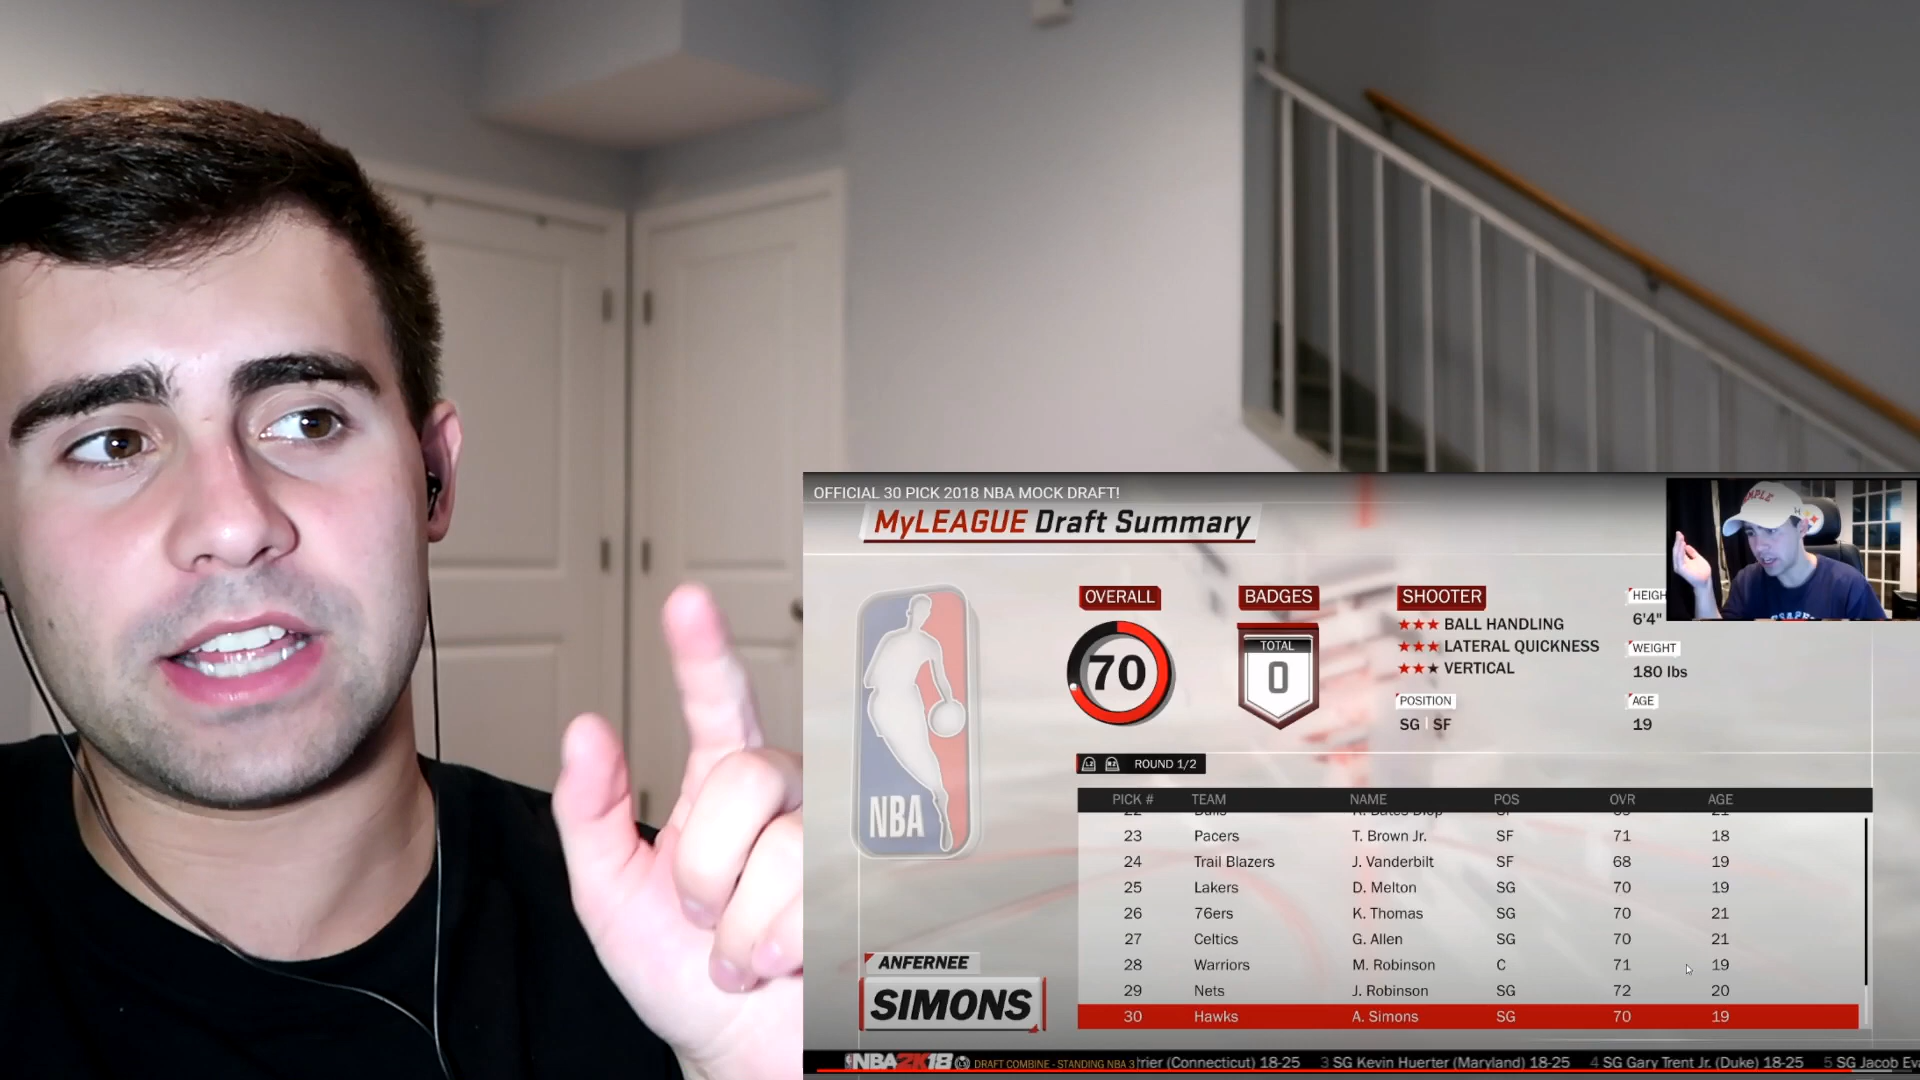 OFFICIAL 30 PICK 2018 NBA MOCK DRAFT!
MyLEAGUE Draft Summary
OVERALL
70
BADGES
TOTAL
0
SHOOTER
BALL HANDLING
LATERAL QUICKNESS
VERTICAL
POSITION
SG | SF
HEIGH
6'4"
WEIGHT
180 lbs
AGE
19
NBA
ANFERNEE
SIMONS
ROUND 1/2
PICK # TEAM NAME POS OVR AGE
23 Pacers T. Brown Jr. SF 71 18
24 Trail Blazers J. Vanderbilt SF 68 19
25 Lakers D. Melton SG 70 19
26 76ers K. Thomas SG 70 21
27 Celtics G. Allen SG 70 21
28 Warriors M. Robinson C 71 19
29 Nets J. Robinson SG 72 20
30 Hawks A. Simons SG 70 19
NBA2K18 DRAFT COMBINE - STANDING NBA 3 rier (Connecticut) 18-25 3 SG Kevin Huerter (Maryland) 18-25 4 SG Gary Trent Jr. (Duke) 18-25 5 SG Jacob Ev